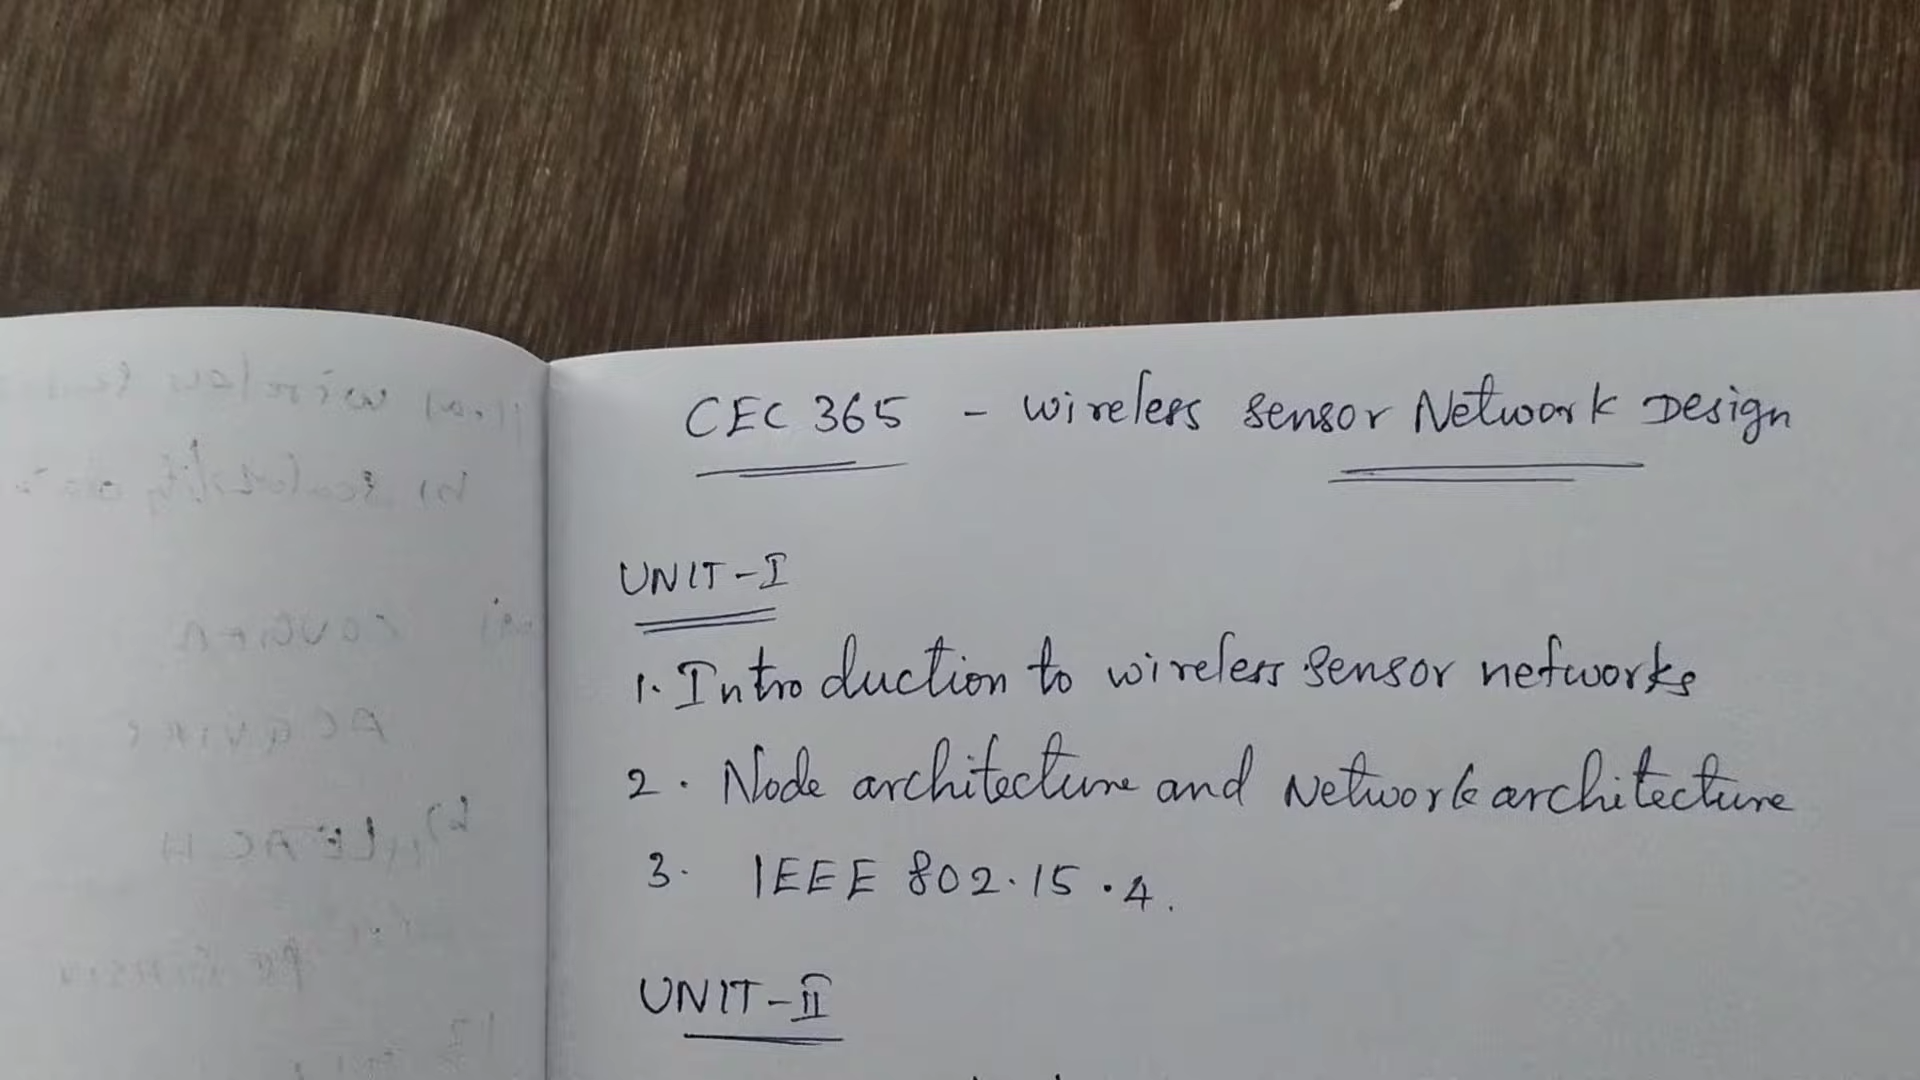 CEC 365 - wireless sensor Network Design
UNIT-I
1. Introduction to wireless sensor networks
2. Node architecture and Network architecture
3. IEEE 802.15.4.
UNIT-II